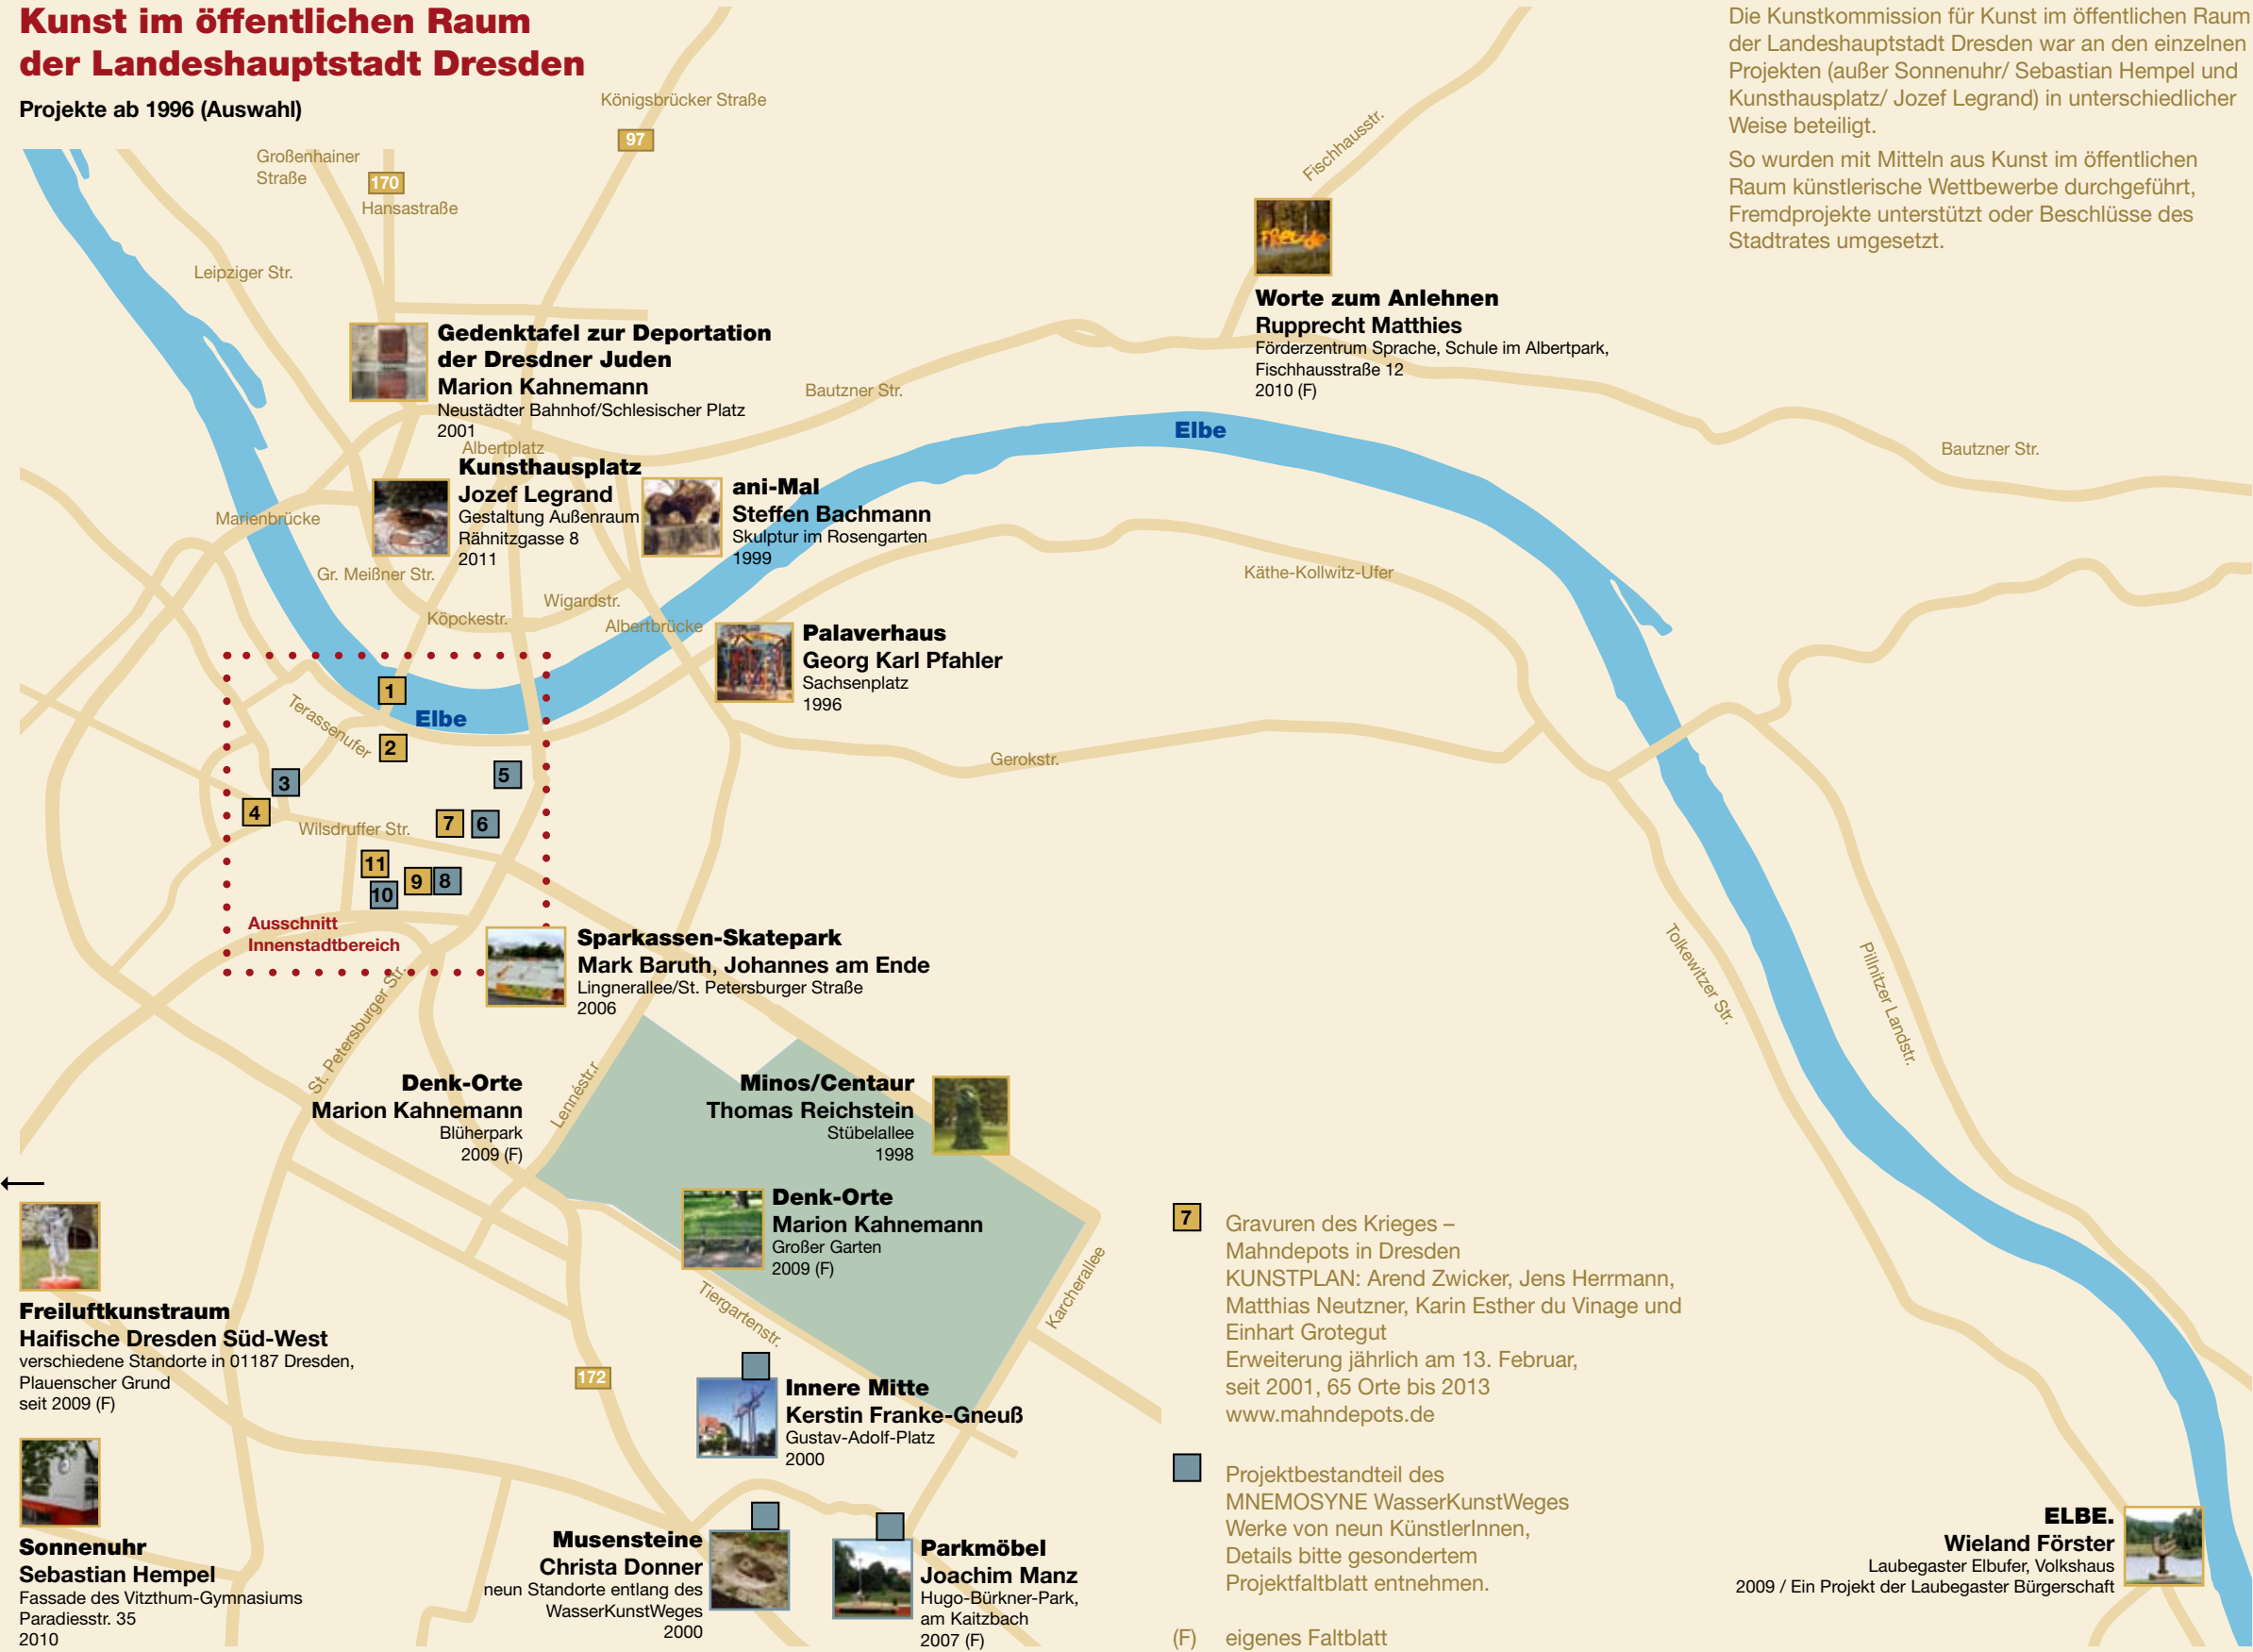 Kunst im öffentlichen Raum
der Landeshauptstadt Dresden
Projekte ab 1996 (Auswahl)
Die Kunstkommission für Kunst im öffentlichen Raum
der Landeshauptstadt Dresden war an den einzelnen
Projekten (außer Sonnenuhr/ Sebastian Hempel und
Kunsthausplatz/ Jozef Legrand) in unterschiedlicher
Weise beteiligt.
So wurden mit Mitteln aus Kunst im öffentlichen
Raum künstlerische Wettbewerbe durchgeführt,
Fremdprojekte unterstützt oder Beschlüsse des
Stadtrates umgesetzt.
Königsbrücker Straße
97
Großenhainer
Straße
170
Hansastraße
Leipziger Str.
Fischhausstr.
Freude
Worte zum Anlehnen
Rupprecht Matthies
Förderzentrum Sprache, Schule im Albertpark,
Fischhausstraße 12
2010 (F)
Gedenktafel zur Deportation
der Dresdner Juden
Marion Kahnemann
Neustädter Bahnhof/Schlesischer Platz
2001
Albertplatz
Bautzner Str.
Elbe
Bautzner Str.
Kunsthausplatz
Jozef Legrand
Gestaltung Außenraum
Rähnitzgasse 8
2011
ani-Mal
Steffen Bachmann
Skulptur im Rosengarten
1999
Marienbrücke
Gr. Meißner Str.
Köpckestr.
Wigardstr.
Albertbrücke
Käthe-Kollwitz-Ufer
Palaverhaus
Georg Karl Pfahler
Sachsenplatz
1996
1
Elbe
Terassenufer
2
3
4
5
Wilsdruffer Str.
7
6
11
10
9
8
Gerokstr.
Ausschnitt
Innenstadtbereich
St. Petersburger Str.
Sparkassen-Skatepark
Mark Baruth, Johannes am Ende
Lingnerallee/St. Petersburger Straße
2006
Tolkewitzer Str.
Pillnitzer Landstr.
Denk-Orte
Marion Kahnemann
Blüherpark
2009 (F)
Lennéstr.r
Minos/Centaur
Thomas Reichstein
Stübelallee
1998
Denk-Orte
Marion Kahnemann
Großer Garten
2009 (F)
Tiergartenstr.
Karcherallee
Freiluftkunstraum
Haifische Dresden Süd-West
verschiedene Standorte in 01187 Dresden,
Plauenscher Grund
seit 2009 (F)
172
Innere Mitte
Kerstin Franke-Gneuß
Gustav-Adolf-Platz
2000
Sonnenuhr
Sebastian Hempel
Fassade des Vitzthum-Gymnasiums
Paradiesstr. 35
2010
Musensteine
Christa Donner
neun Standorte entlang des
WasserKunstWeges
2000
Parkmöbel
Joachim Manz
Hugo-Bürkner-Park,
am Kaitzbach
2007 (F)
7
Gravuren des Krieges –
Mahndepots in Dresden
KUNSTPLAN: Arend Zwicker, Jens Herrmann,
Matthias Neutzner, Karin Esther du Vinage und
Einhart Grotegut
Erweiterung jährlich am 13. Februar,
seit 2001, 65 Orte bis 2013
www.mahndepots.de
Projektbestandteil des
MNEMOSYNE WasserKunstWeges
Werke von neun KünstlerInnen,
Details bitte gesondertem
Projektfaltblatt entnehmen.
(F) eigenes Faltblatt
ELBE.
Wieland Förster
Laubegaster Elbufer, Volkshaus
2009 / Ein Projekt der Laubegaster Bürgerschaft